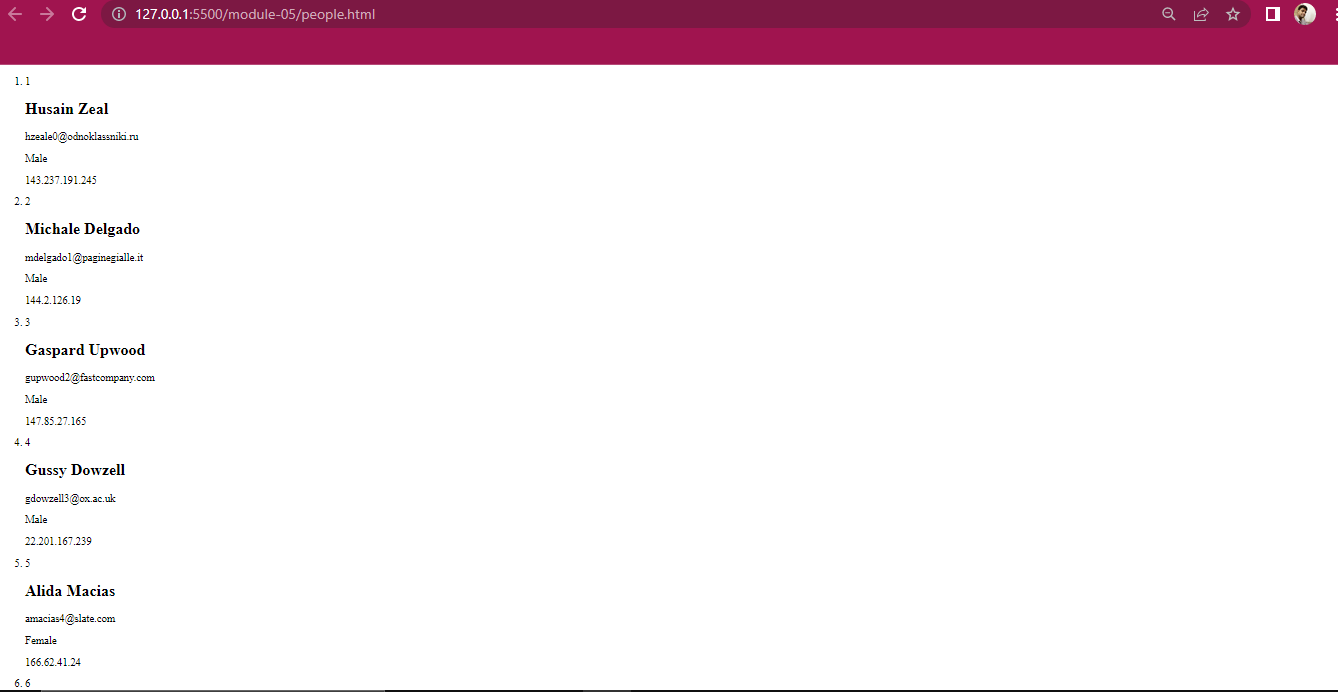 127.0.0.1:5500/module-05/people.html
1. 1
Husain Zeal
hzeale0@odnoklassniki.ru
Male
143.237.191.245
2. 2
Michale Delgado
mdelgado1@paginegialle.it
Male
144.2.126.19
3. 3
Gaspard Upwood
gupwood2@fastcompany.com
Male
147.85.27.165
4. 4
Gussy Dowzell
gdowzell3@ox.ac.uk
Male
22.201.167.239
5. 5
Alida Macias
amacias4@slate.com
Female
166.62.41.24
6. 6